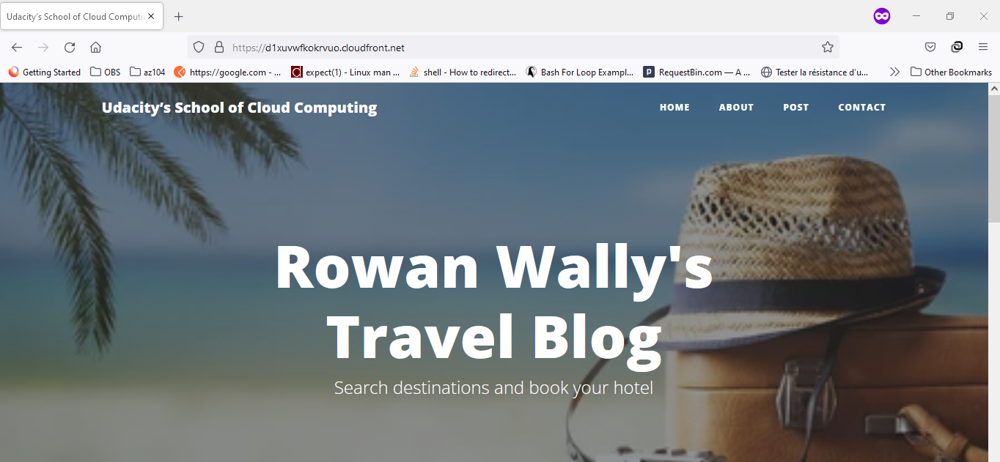 Udacity's School of Cloud Computin
https://d1xuvwfkokrvuo.cloudfront.net
Getting Started OBS az104 https://google.com - ... expect(1) - Linux man ... shell - How to redirect... Bash For Loop Exampl... RequestBin.com — A ... Tester la résistance d'u... Other Bookmarks
Udacity's School of Cloud Computing HOME ABOUT POST CONTACT
Rowan Wally's
Travel Blog
Search destinations and book your hotel